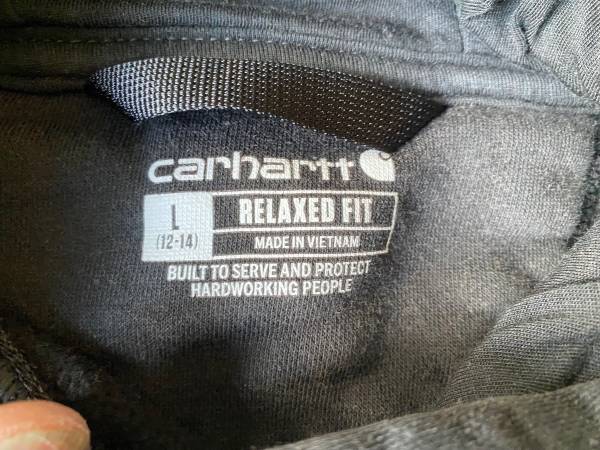 carhartt
L
(12-14)
RELAXED FIT
MADE IN VIETNAM
BUILT TO SERVE AND PROTECT
HARDWORKING PEOPLE